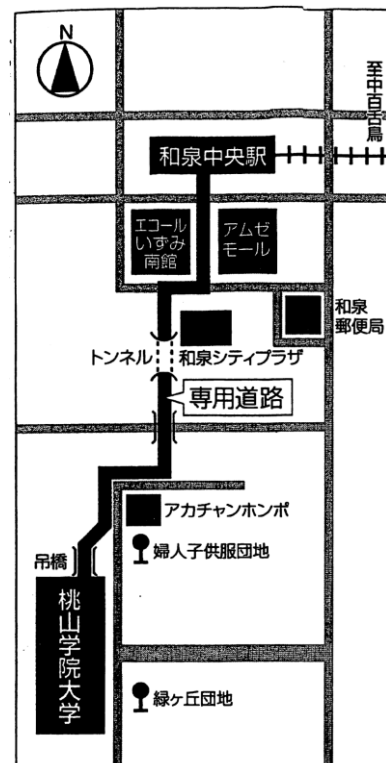 N
至中百舌鳥
和泉中央駅
エコール
いずみ
南館
アムゼ
モール
和泉
郵便局
トンネル
和泉シティプラザ
専用道路
アカチャンホンポ
婦人子供服団地
吊橋
桃山学院大学
緑ヶ丘団地